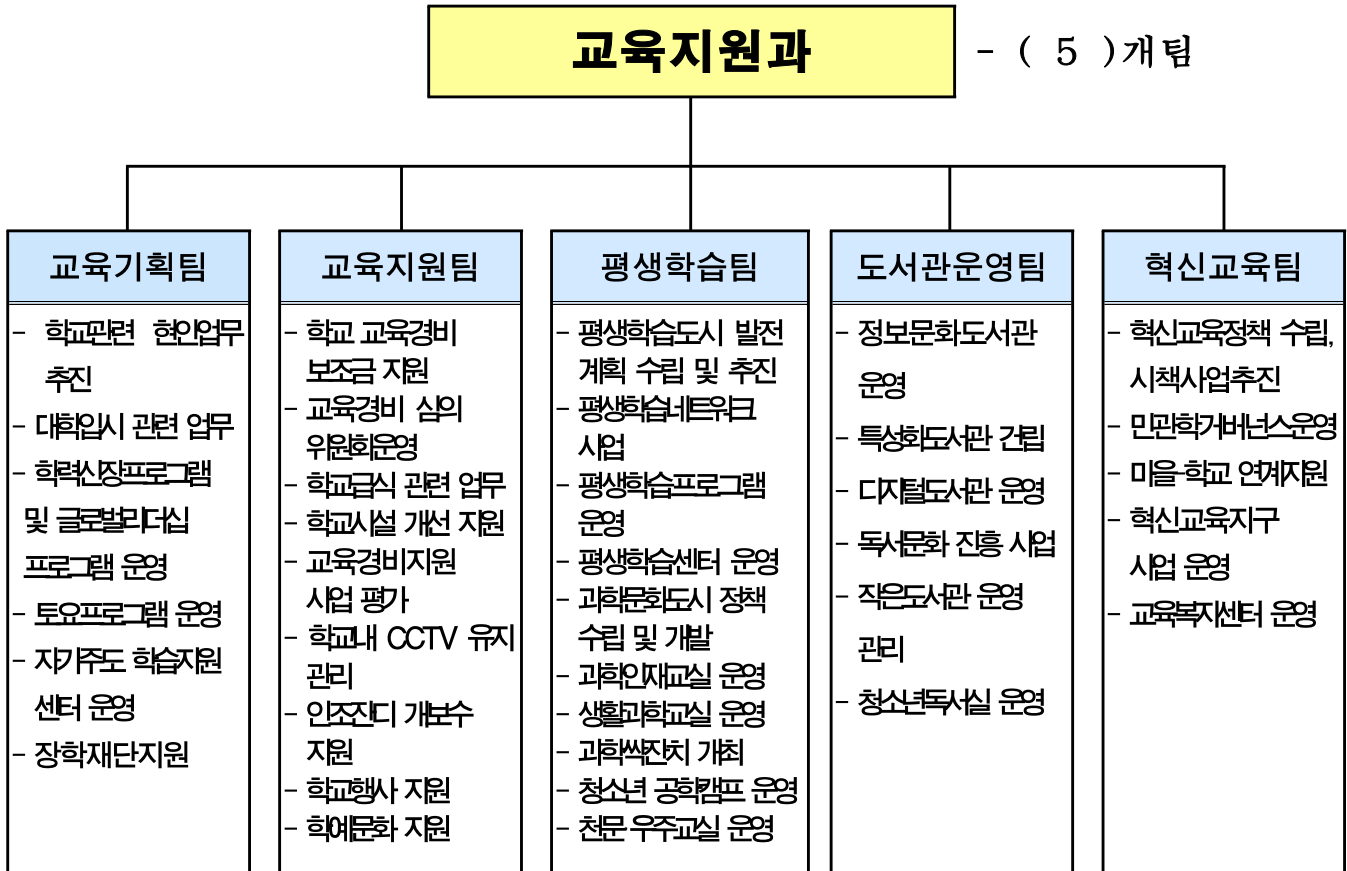 교육지원과
- ( 5 )개팀
교육기획팀
- 학교관련 현안업무
추진
- 대학입시 관련 업무
- 학력신장프로그램
및 글로벌리더십
프로그램 운영
- 토요프로그램 운영
- 자기주도 학습지원
센터 운영
- 장학재단지원
교육지원팀
- 학교 교육경비
보조금 지원
- 교육경비 심의
위원회운영
- 학교급식 관련 업무
- 학교시설 개선 지원
- 교육경비지원
사업 평가
- 학교내 CCTV 유지
관리
- 인조잔디 개보수
지원
- 학교행사 지원
- 학예문화 지원
평생학습팀
- 평생학습도시 발전
계획 수립 및 추진
- 평생학습네트워크
사업
- 평생학습프로그램
운영
- 평생학습센터 운영
- 과학문화도시 정책
수립 및 개발
- 과학인재교실 운영
- 생활과학교실 운영
- 과학싹잔치 개최
- 청소년 공학캠프 운영
- 천문 우주교실 운영
도서관운영팀
- 정보문화도서관
운영
- 특성화도서관 건립
- 디지털도서관 운영
- 독서문화 진흥 사업
- 작은도서관 운영
관리
- 청소년독서실 운영
혁신교육팀
- 혁신교육정책 수립,
시책사업추진
- 민관학거버넌스운영
- 마을-학교 연계지원
- 혁신교육지구
사업 운영
- 교육복지센터 운영